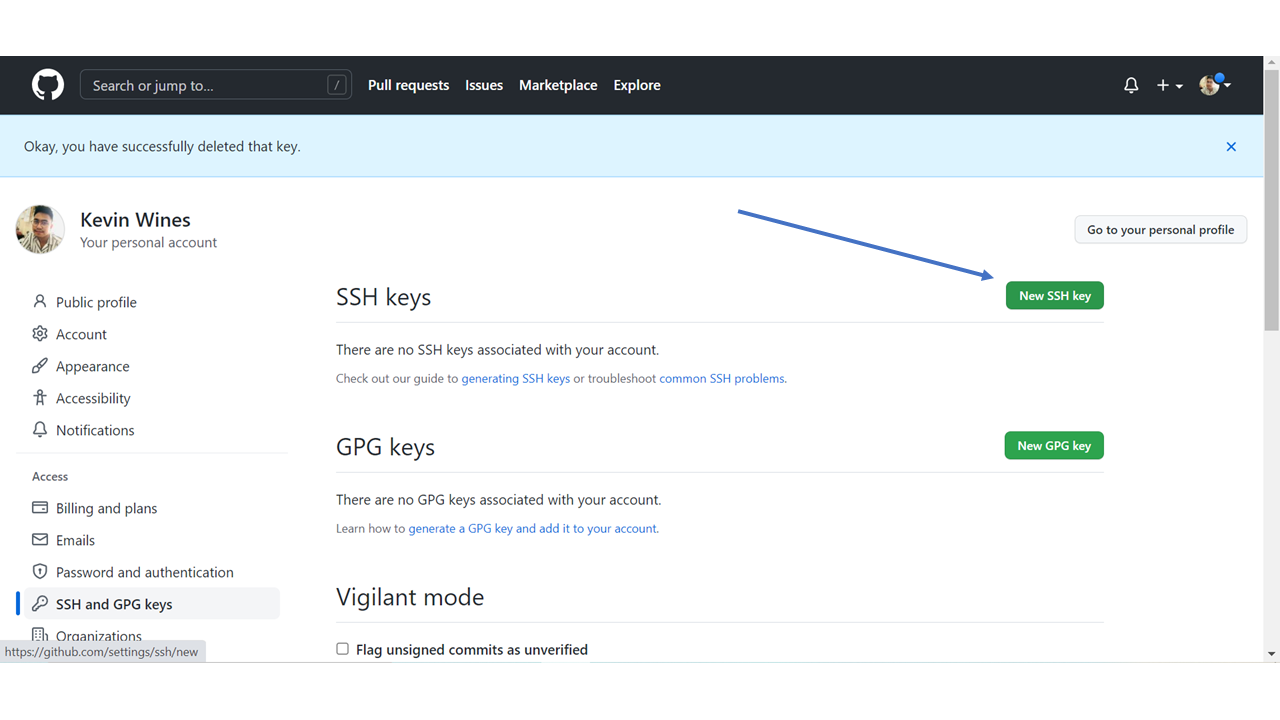 Search or jump to... /
Pull requests
Issues
Marketplace
Explore
Okay, you have successfully deleted that key.
Kevin Wines
Your personal account
Go to your personal profile
Public profile
Account
Appearance
Accessibility
Notifications
Access
Billing and plans
Emails
Password and authentication
SSH and GPG keys
Organizations
https://github.com/settings/ssh/new
SSH keys
New SSH key
There are no SSH keys associated with your account.
Check out our guide to generating SSH keys or troubleshoot common SSH problems.
GPG keys
New GPG key
There are no GPG keys associated with your account.
Learn how to generate a GPG key and add it to your account.
Vigilant mode
Flag unsigned commits as unverified